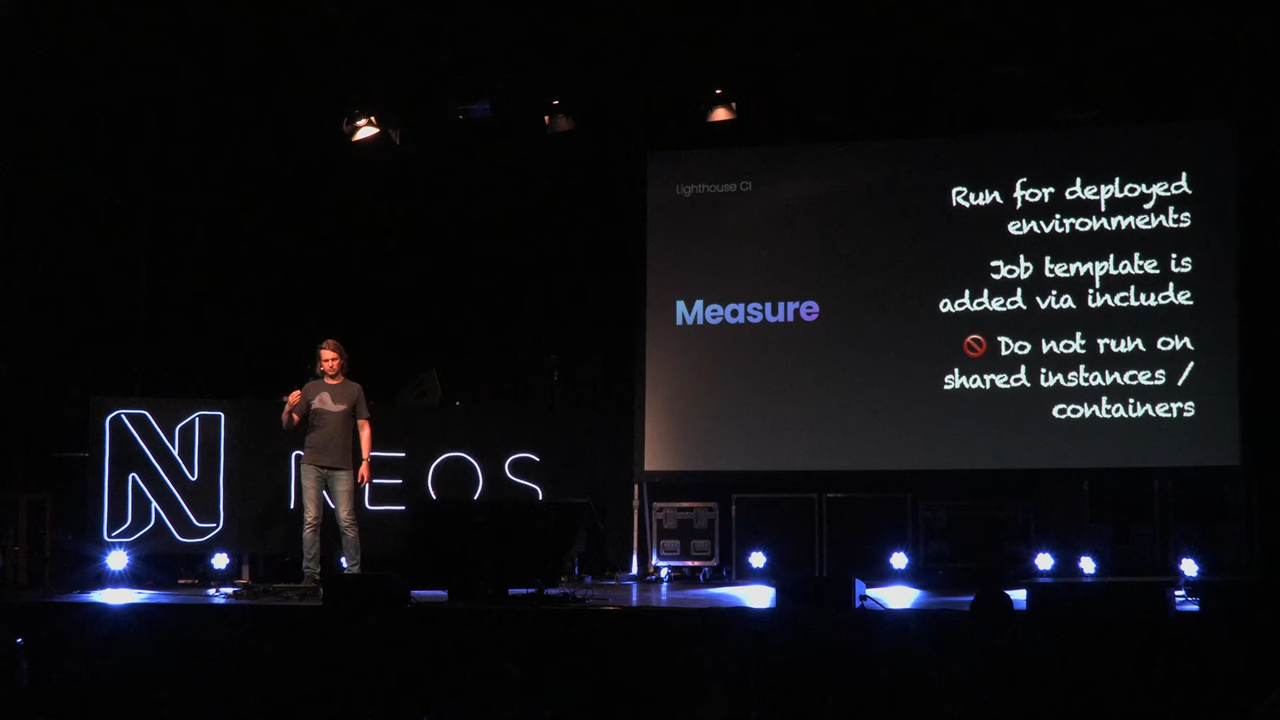 Lighthouse CI
Measure
Run for deployed
environments
Job template is
added via include
🚫 Do not run on
shared instances /
containers
N NEOS